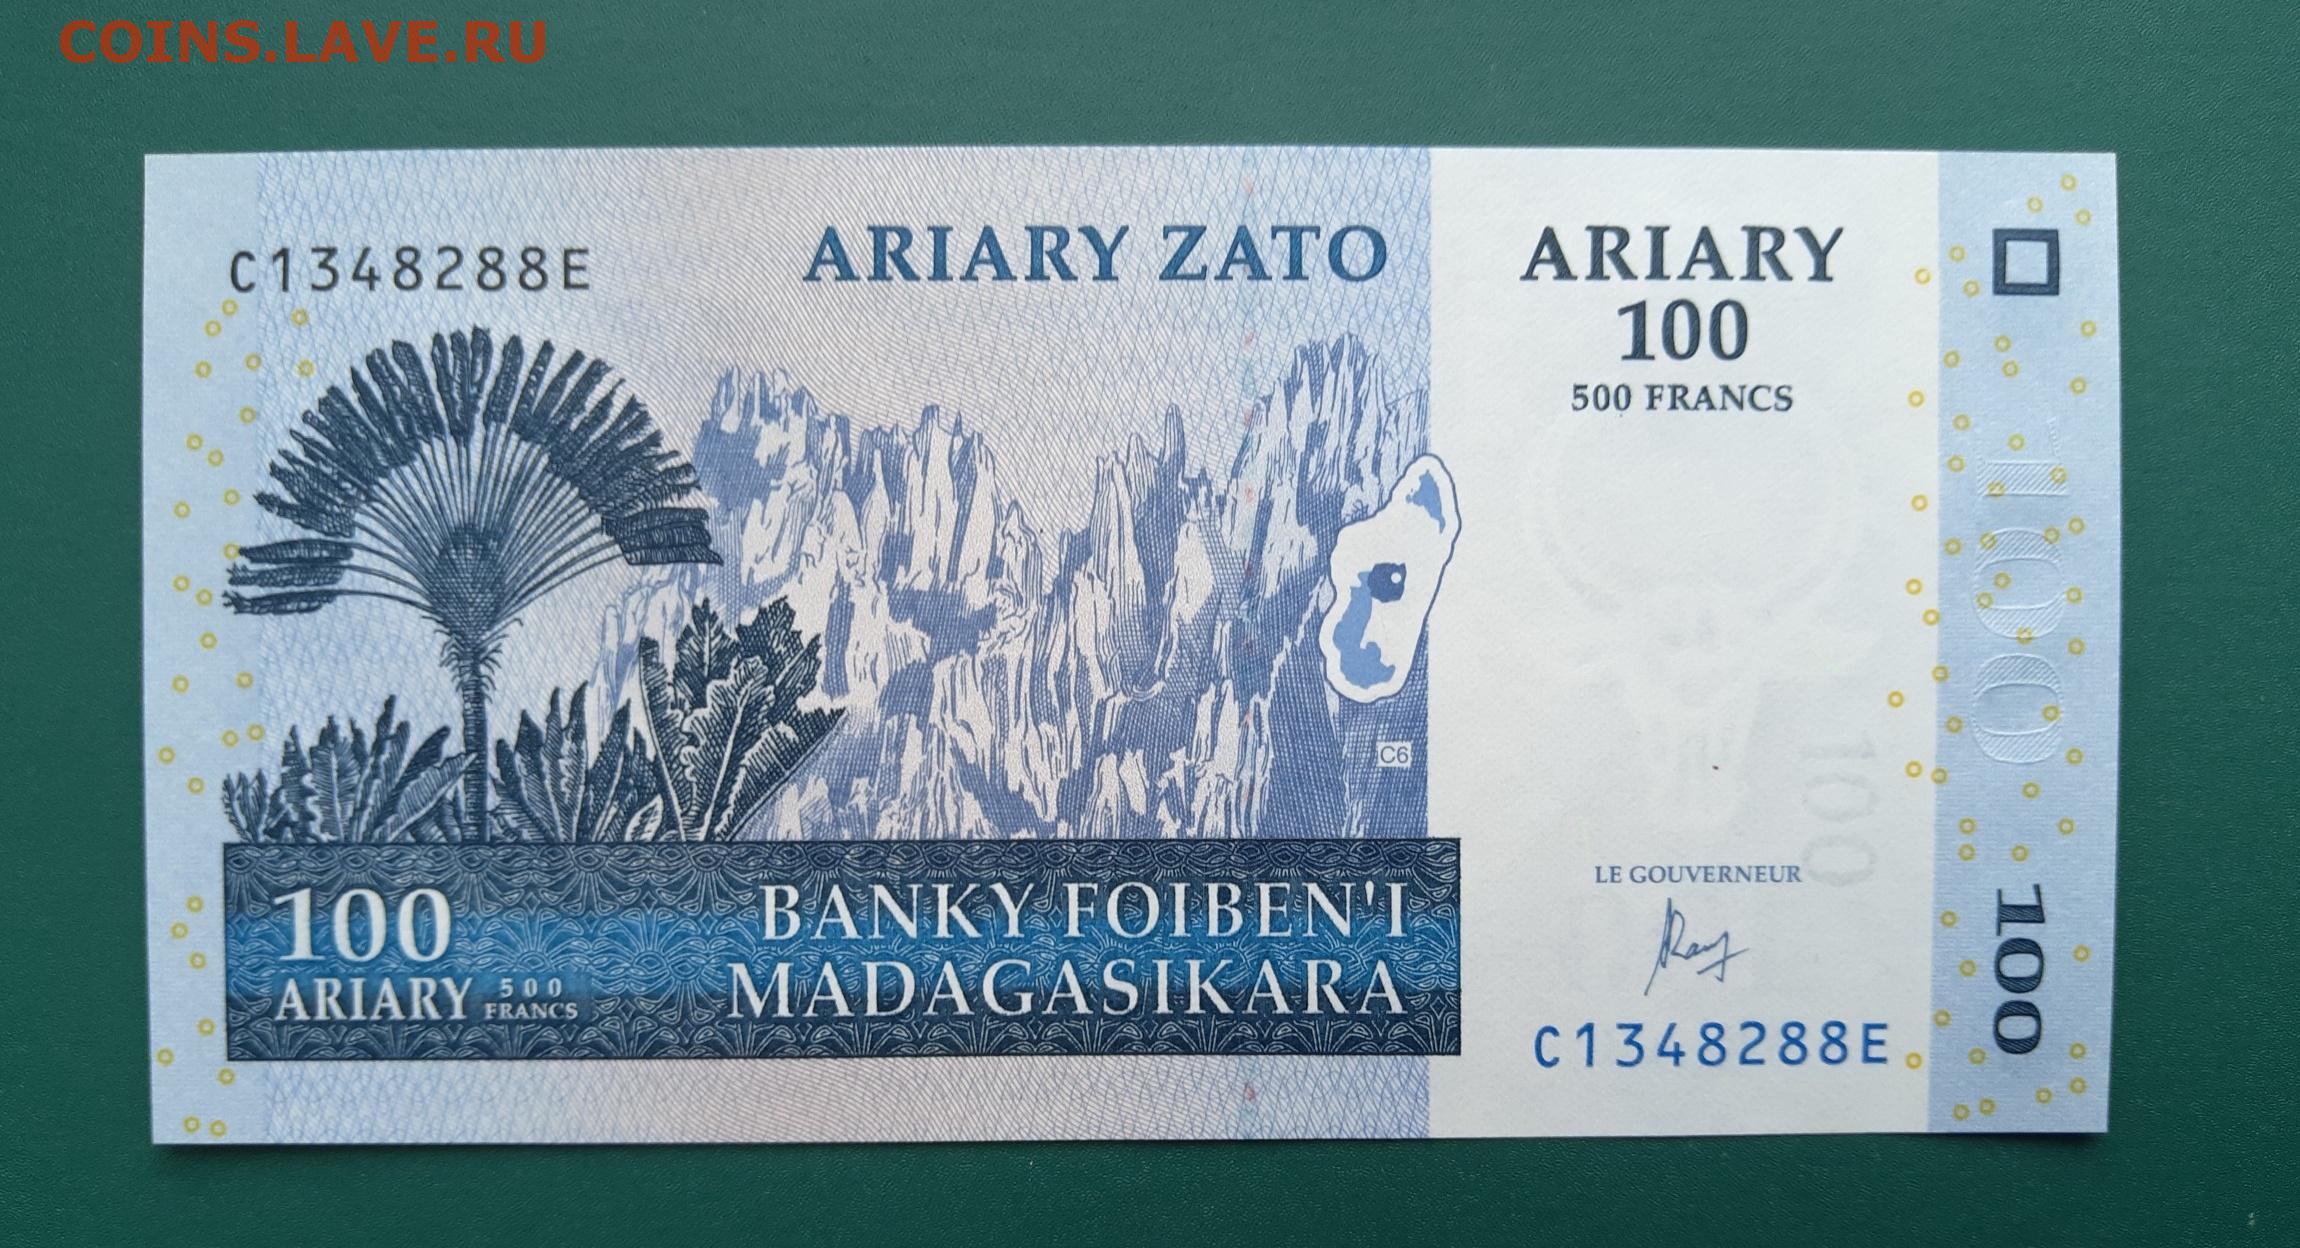 COINS.LAVE.RU
C1348288E
ARIARY ZATO
ARIARY
100
500 FRANCS
100
C6
100
LE GOUVERNEUR
100
100
ARIARY
500
FRANCS
BANKY FOIBEN'I
MADAGASIKARA
C1348288E